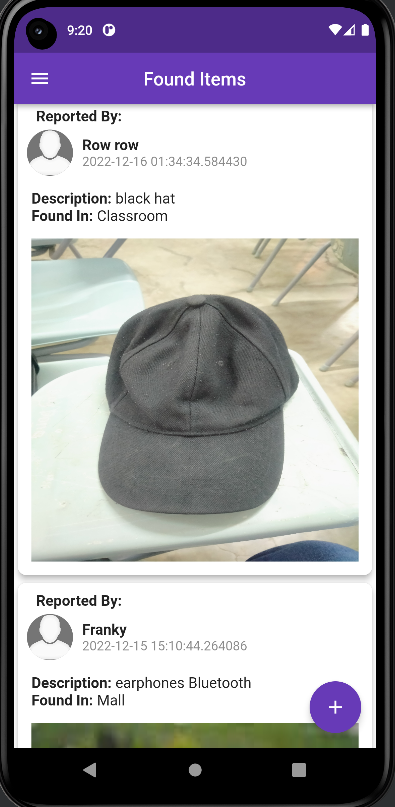 9:20
Found Items
Reported By:
Row row
2022-12-16 01:34:34.584430
Description: black hat
Found In: Classroom
Reported By:
Franky
2022-12-15 15:10:44.264086
Description: earphones Bluetooth
Found In: Mall